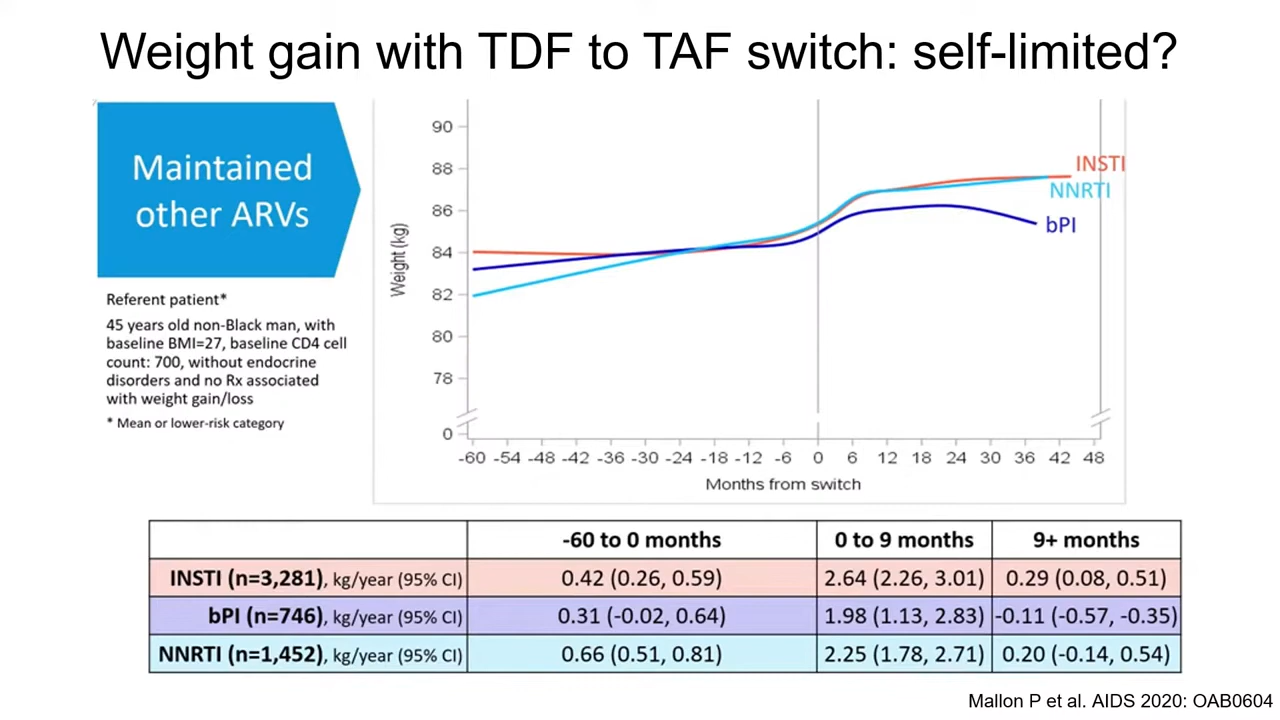 Weight gain with TDF to TAF switch: self-limited?
Maintained
other ARVs
Referent patient*
45 years old non-Black man, with
baseline BMI=27, baseline CD4 cell
count: 700, without endocrine
disorders and no Rx associated
with weight gain/loss
* Mean or lower-risk category
Weight (kg)
90
88
86
84
82
80
78
0
INSTI
NNRTI
bPI
-60 -54 -48 -42 -36 -30 -24 -18 -12 -6 0 6 12 18 24 30 36 42 48
Months from switch
-60 to 0 months 0 to 9 months 9+ months
INSTI (n=3,281), kg/year (95% CI) 0.42 (0.26, 0.59) 2.64 (2.26, 3.01) 0.29 (0.08, 0.51)
bPI (n=746), kg/year (95% CI) 0.31 (-0.02, 0.64) 1.98 (1.13, 2.83) -0.11 (-0.57, -0.35)
NNRTI (n=1,452), kg/year (95% CI) 0.66 (0.51, 0.81) 2.25 (1.78, 2.71) 0.20 (-0.14, 0.54)
Mallon P et al. AIDS 2020: OAB0604